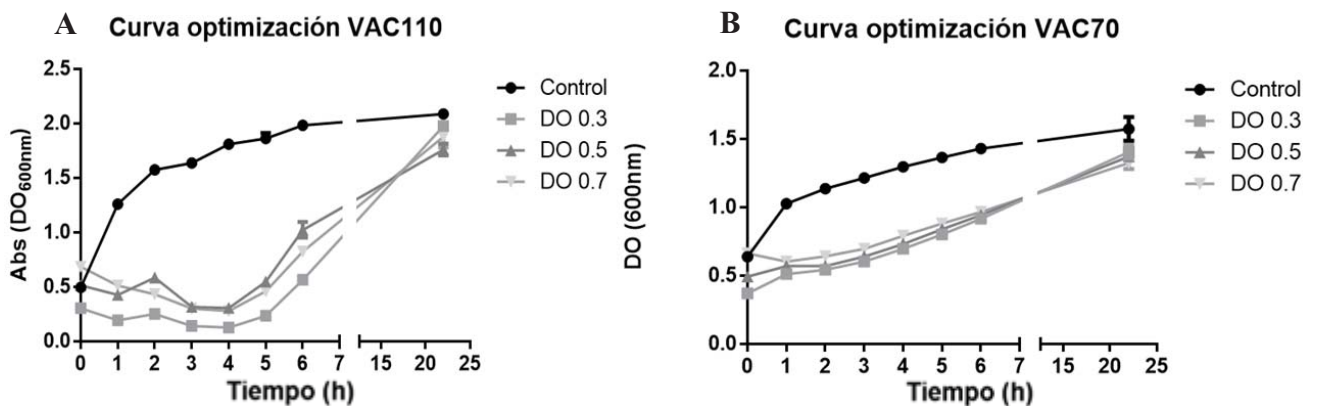 A
Curva optimización VAC110
Abs (DO600nm)
2.5
2.0
1.5
1.0
0.5
0.0
0 1 2 3 4 5 6 7 15 20 25
Tiempo (h)
Control
DO 0.3
DO 0.5
DO 0.7
B
Curva optimización VAC70
DO (600nm)
2.0
1.5
1.0
0.5
0.0
0 1 2 3 4 5 6 7 15 20 25
Tiempo (h)
Control
DO 0.3
DO 0.5
DO 0.7